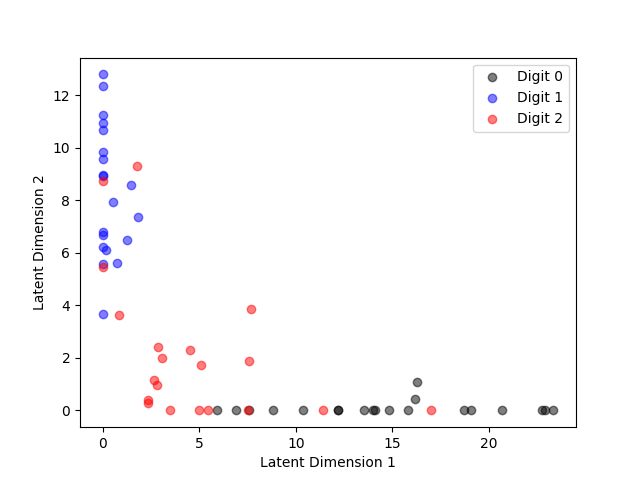 Digit 0
Digit 1
Digit 2
12
10
8
6
4
2
0
Latent Dimension 2
0 5 10 15 20
Latent Dimension 1